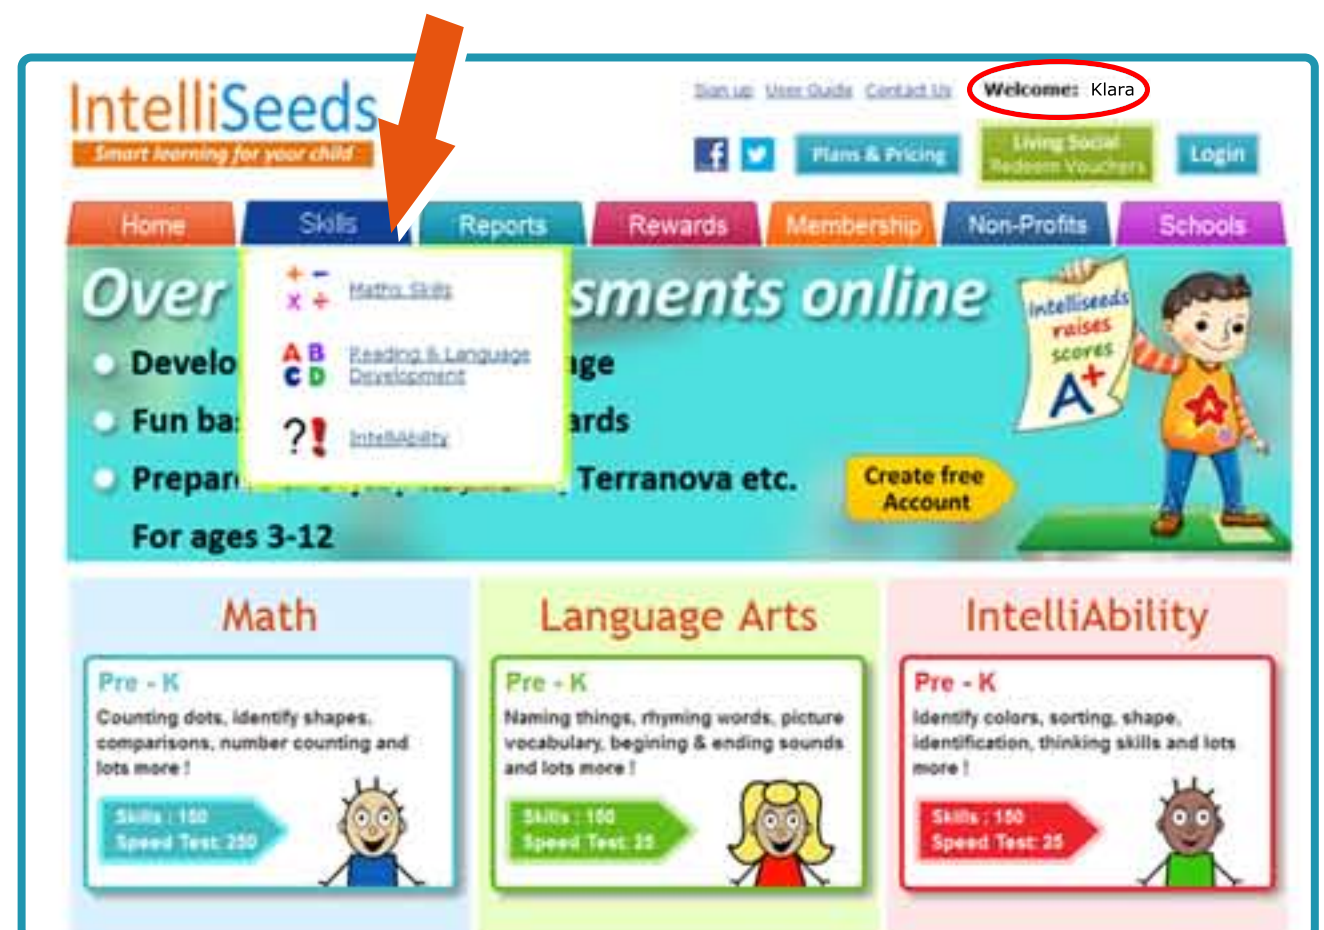 IntelliSeeds
Smart learning for your child
Sign up User Guide Contact Us Welcome: Klara
f Plans & Pricing
Living Social
Redeem Vouchers
Login
Home Skills Reports Rewards Membership Non-Profits Schools
Over sments online
Intelliseeds
raises
scores
A+
A
+ −
x ÷
Maths Skills
A B
C D
Reading & Language
Development
?!
IntelliAbility
Develo age
Fun ba ards
Prepar Terranova etc.
For ages 3-12
Create free
Account
Math
Pre - K
Counting dots, identify shapes,
comparisons, number counting and
lots more !
Skills : 150
Speed Test: 250
Language Arts
Pre - K
Naming things, rhyming words, picture
vocabulary, begining & ending sounds
and lots more !
Skills : 100
Speed Test: 25
IntelliAbility
Pre - K
Identify colors, sorting, shape,
identification, thinking skills and lots
more !
Skills : 150
Speed Test: 25